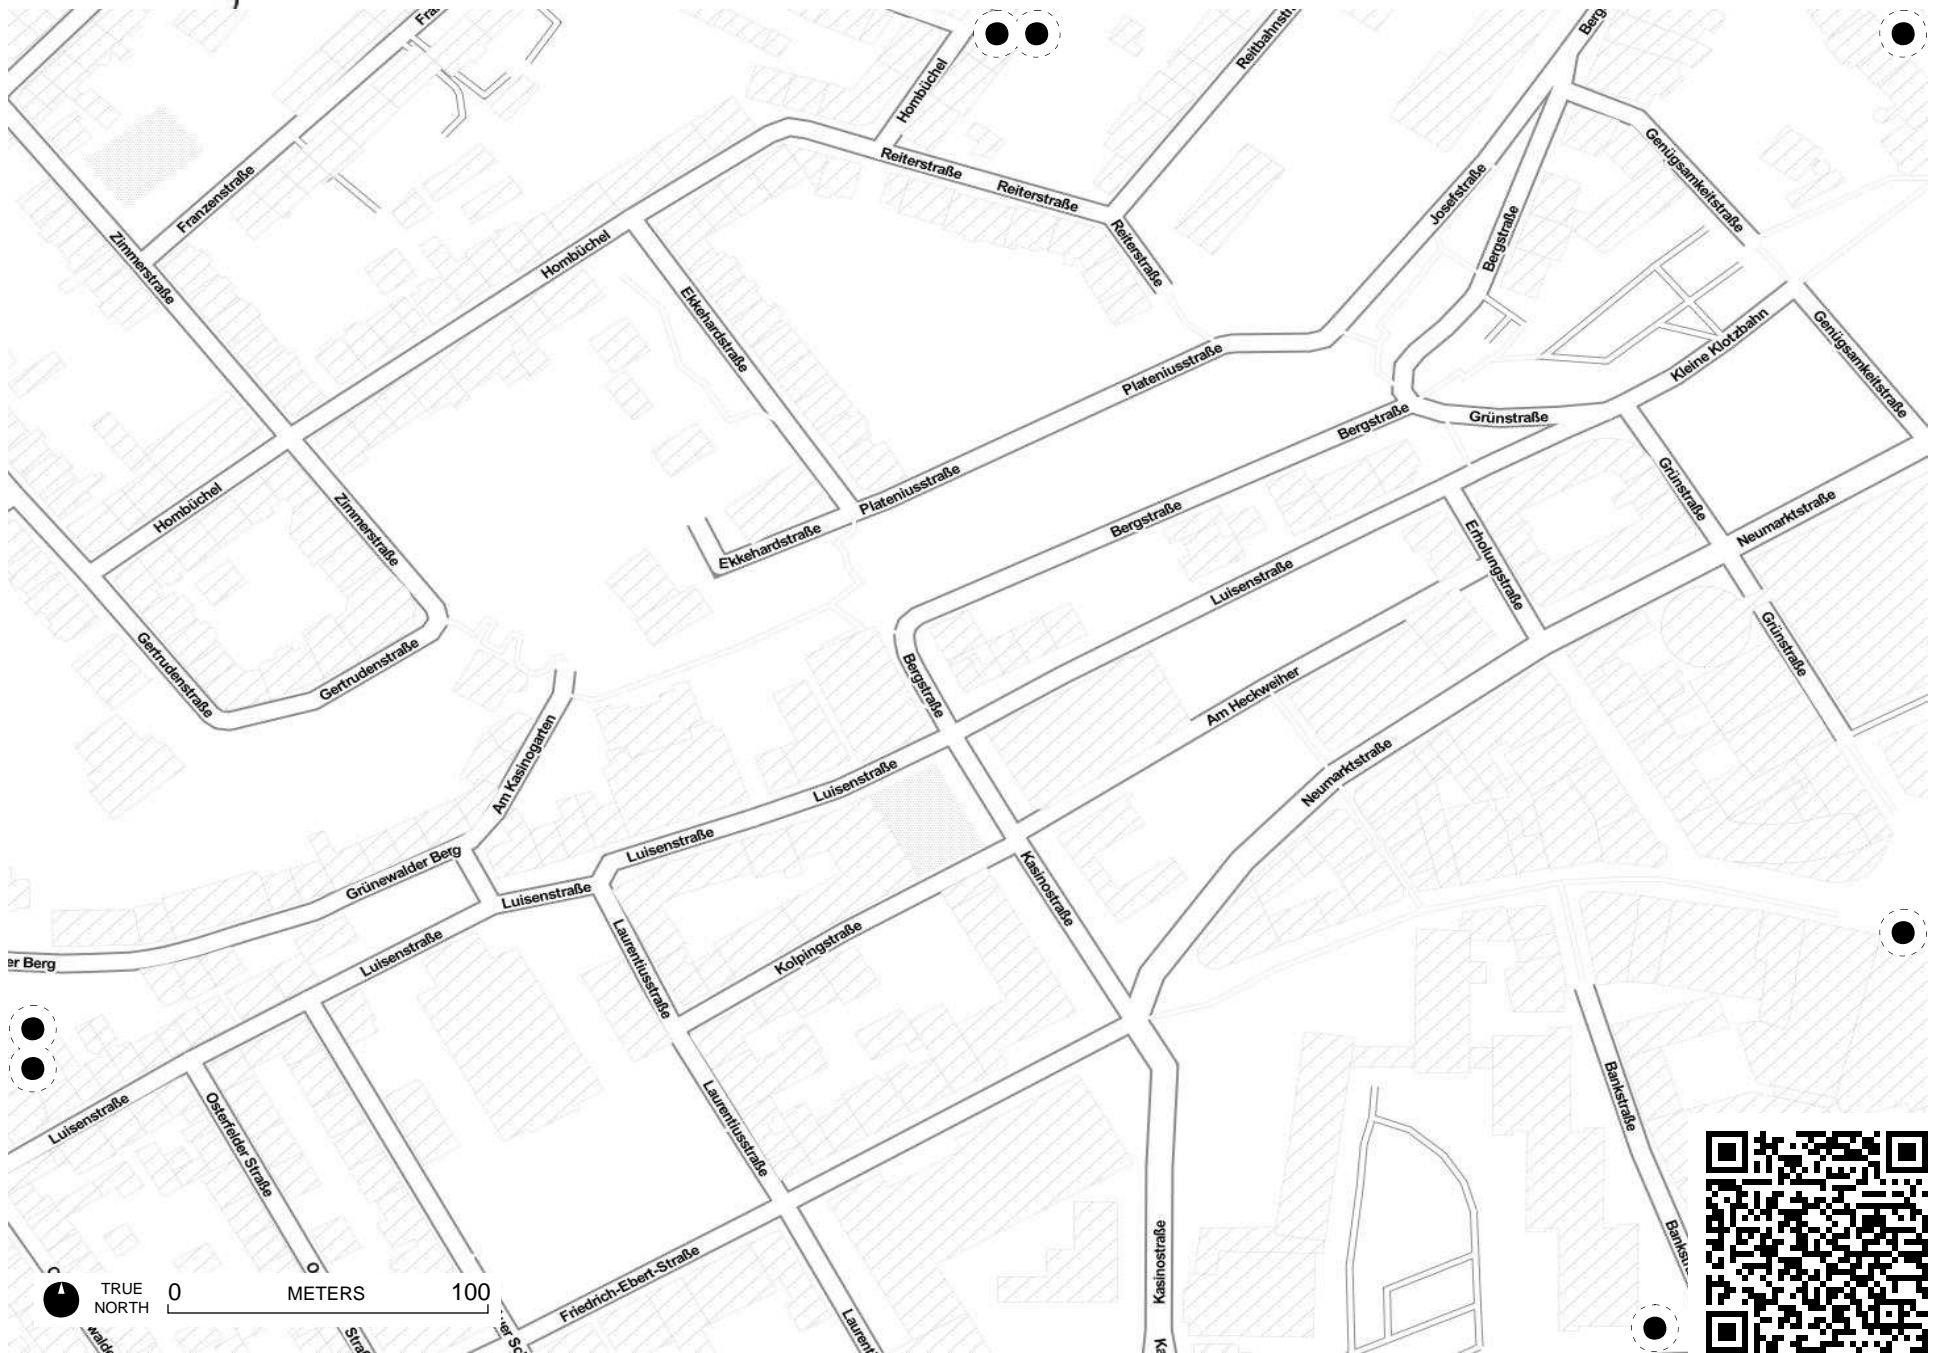 Hombüchel
Reitbahnstr
Berg
Reiterstraße
Reiterstraße
Reiterstraße
Franzenstraße
Zimmerstraße
Hombüchel
Ekkehardstraße
Josefstraße
Bergstraße
Genügsamkeitstraße
Genügsamkeitstraße
Kleine Klotzbahn
Plateniusstraße
Plateniusstraße
Grünstraße
Bergstraße
Bergstraße
Hombüchel
Zimmerstraße
Ekkehardstraße
Grünstraße
Neumarktstraße
Erholungstraße
Luisenstraße
Gertrudenstraße
Gertrudenstraße
Bergstraße
Grünstraße
Am Heckweiher
Am Kasinogarten
Luisenstraße
Neumarktstraße
Luisenstraße
Grünewalder Berg
Luisenstraße
Kasinostraße
er Berg
Luisenstraße
Laurentiusstraße
Kolpingstraße
Luisenstraße
Osterfelder Straße
Laurentiusstraße
Bankstraße
Kasinostraße
Friedrich-Ebert-Straße
TRUE
NORTH
0 METERS 100